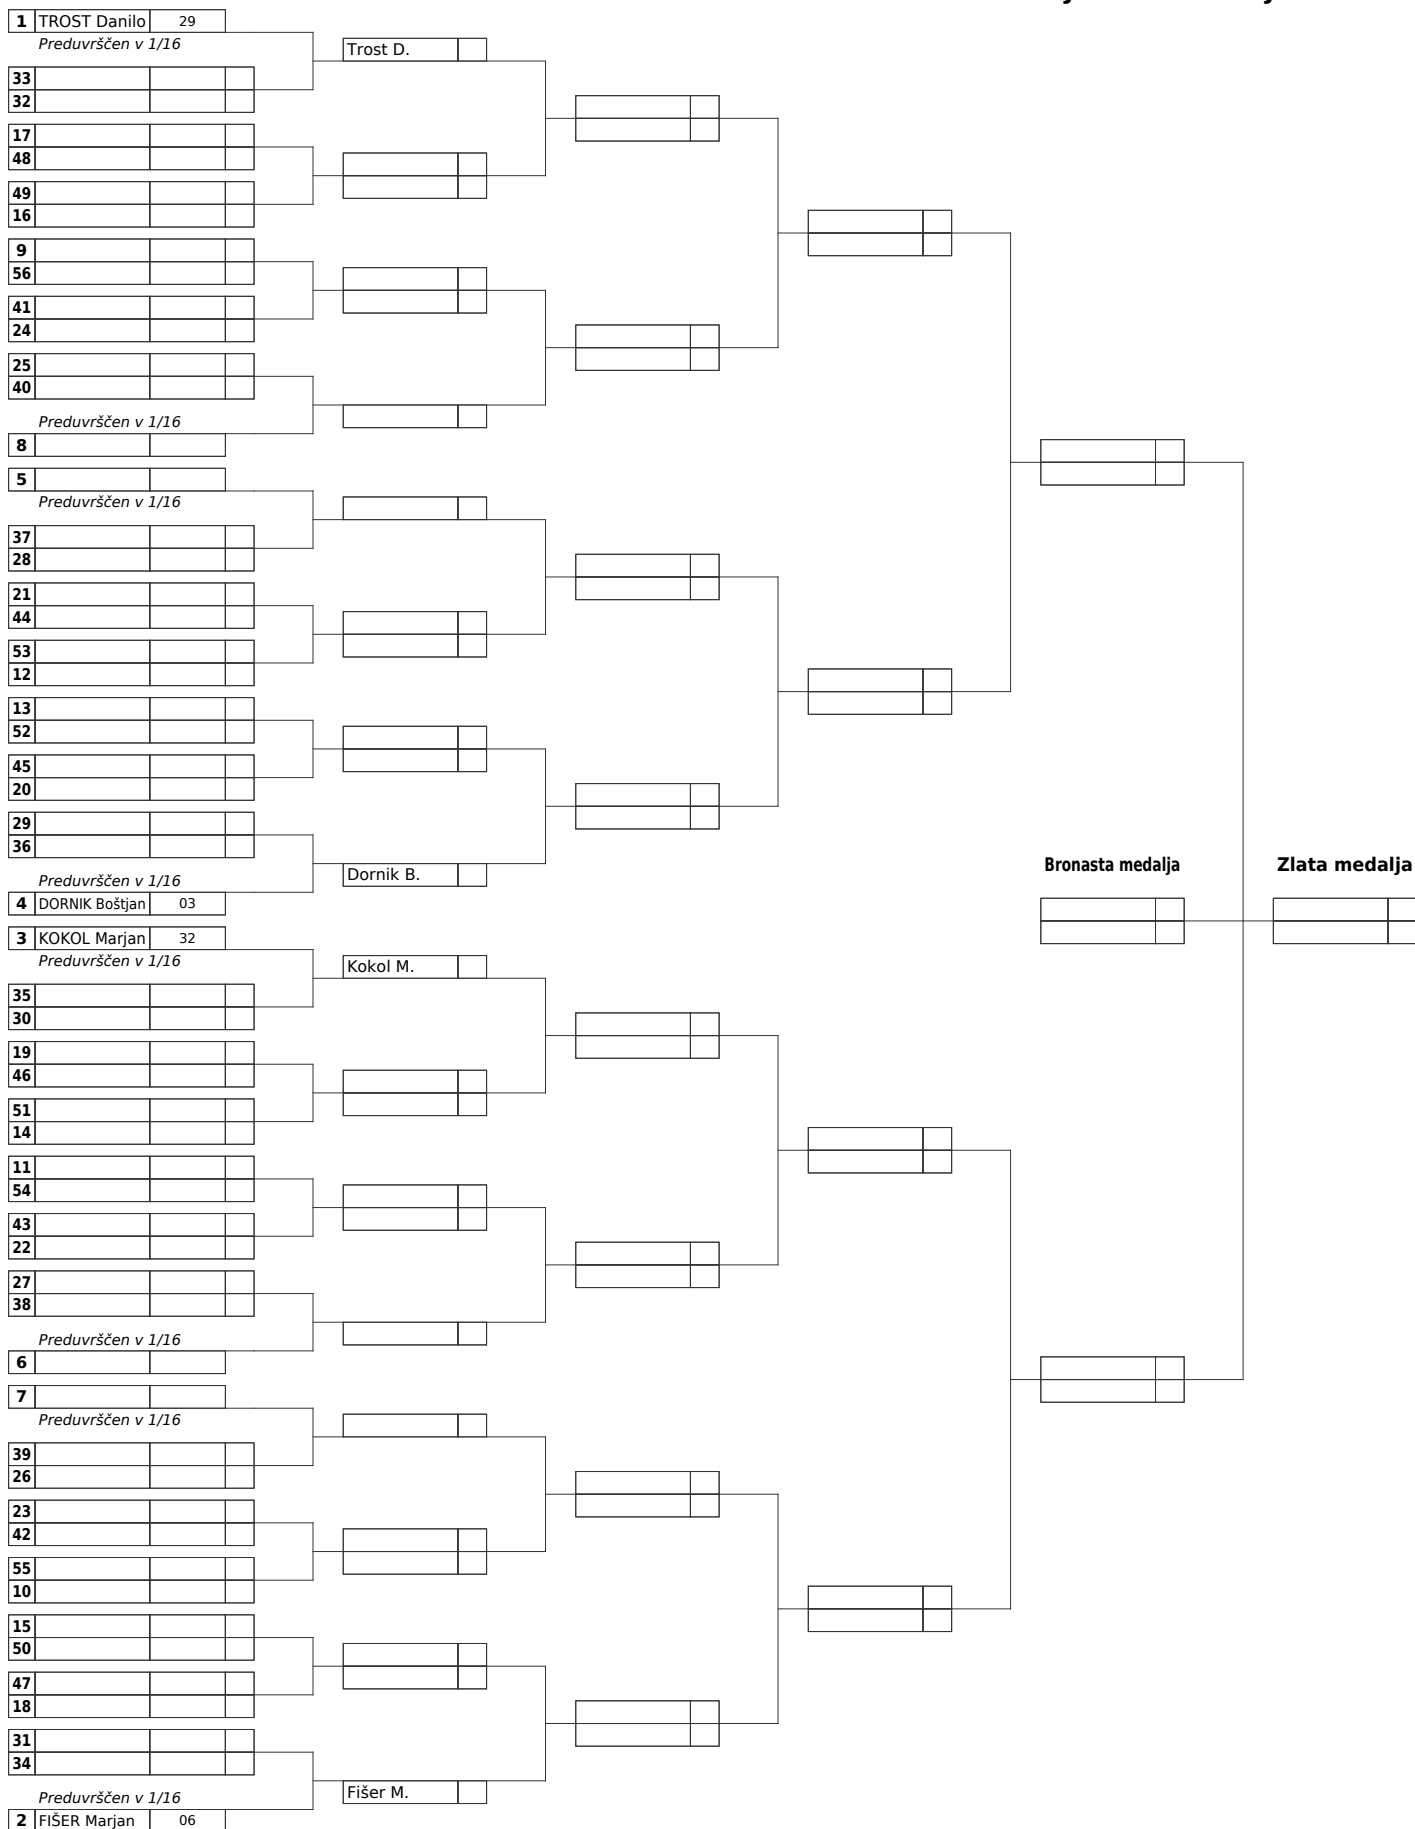 1 TROST Danilo 29
Preduvrščen v 1/16
Trost D.
33
32
17
48
49
16
9
56
41
24
25
40
Preduvrščen v 1/16
8
5
Preduvrščen v 1/16
37
28
21
44
53
12
13
52
45
20
29
36
Dornik B.
Preduvrščen v 1/16
4 DORNIK Boštjan 03
Bronasta medalja
Zlata medalja
3 KOKOL Marjan 32
Preduvrščen v 1/16
Kokol M.
35
30
19
46
51
14
11
54
43
22
27
38
Preduvrščen v 1/16
6
7
Preduvrščen v 1/16
39
26
23
42
55
10
15
50
47
18
31
34
Fišer M.
Preduvrščen v 1/16
2 FIŠER Marjan 06